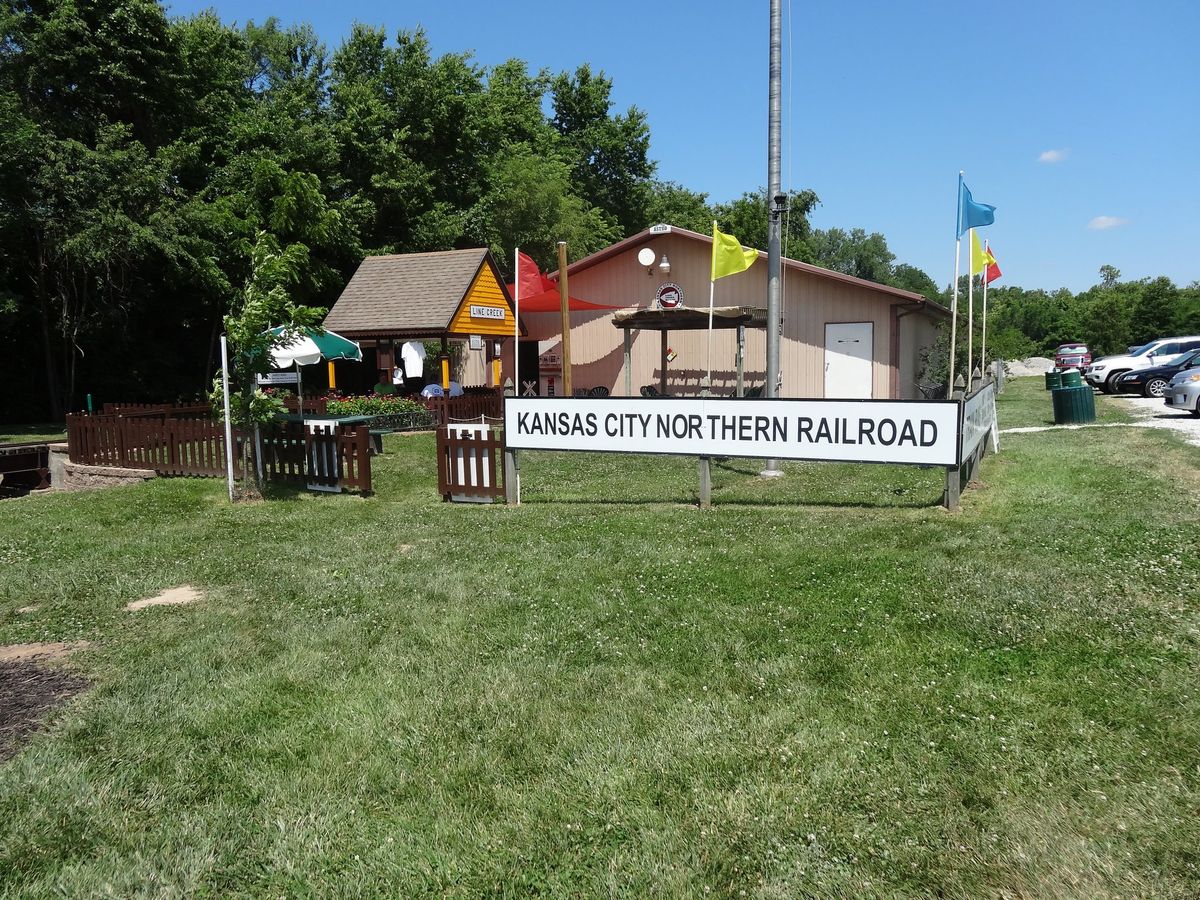 LINE CREEK
KANSAS CITY NORTHERN RAILROAD